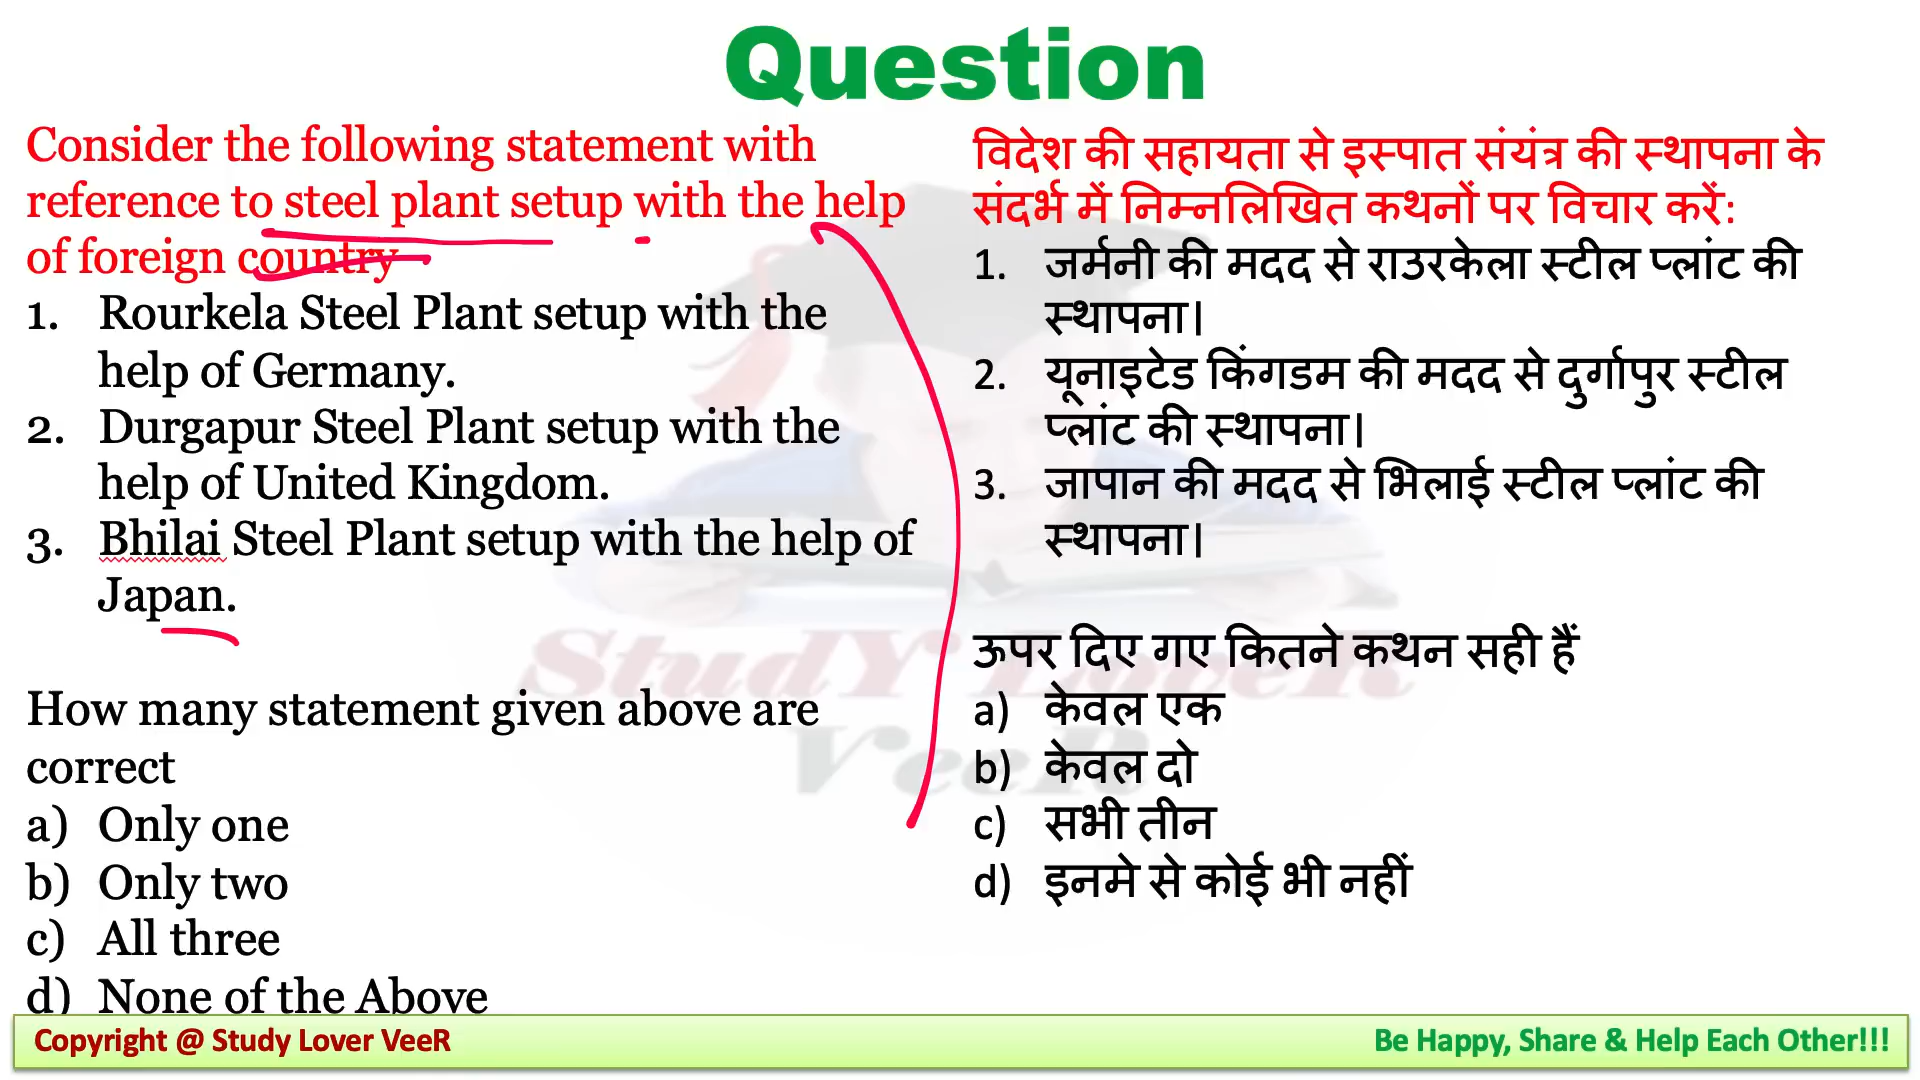 Question
Consider the following statement with
reference to steel plant setup with the help
of foreign country
1. Rourkela Steel Plant setup with the
help of Germany.
2. Durgapur Steel Plant setup with the
help of United Kingdom.
3. Bhilai Steel Plant setup with the help of
Japan.
How many statement given above are
correct
a) Only one
b) Only two
c) All three
d) None of the Above
विदेश की सहायता से इस्पात संयंत्र की स्थापना के
संदर्भ में निम्नलिखित कथनों पर विचार करें:
1. जर्मनी की मदद से राउरकेला स्टील प्लांट की
स्थापना।
2. यूनाइटेड किंगडम की मदद से दुर्गापुर स्टील
प्लांट की स्थापना।
3. जापान की मदद से भिलाई स्टील प्लांट की
स्थापना।
ऊपर दिए गए कितने कथन सही हैं
a) केवल एक
b) केवल दो
c) सभी तीन
d) इनमे से कोई भी नहीं
StudY LoveR
VeeR
Copyright @ Study Lover VeeR
Be Happy, Share & Help Each Other!!!